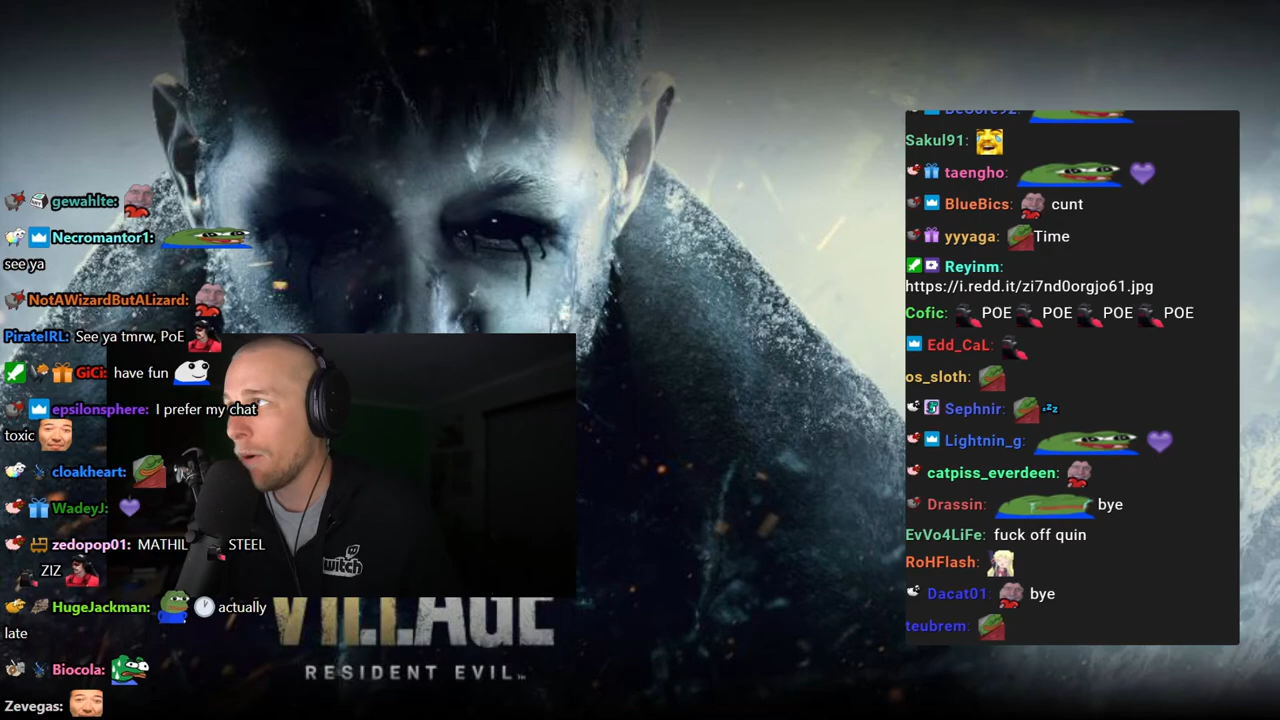 gewahlte:
Necromantor1:
see ya
NotAWizardButALizard:
PirateIRL: See ya tmrw, PoE
GiCi: have fun
epsilonsphere: I prefer my chat
toxic
cloakheart:
WadeyJ:
zedopop01: MATHIL STEEL
ZIZ
HugeJackman: actually
late
Biocola:
Zevegas:
twitch
VILLAGE
RESIDENT EVIL
Sakul91:
taengho:
BlueBics: cunt
yyyaga: Time
Reyinm:
https://i.redd.it/zi7nd0orgjo61.jpg
Cofic: POE POE POE POE
Edd_CaL:
os_sloth:
Sephnir:
Lightnin_g:
catpiss_everdeen:
Drassin: bye
EvVo4LiFe: fuck off quin
RoHFlash:
Dacat01: bye
teubrem: